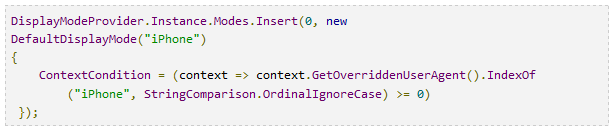 DisplayModeProvider.Instance.Modes.Insert(0, new
DefaultDisplayMode("iPhone")
{
    ContextCondition = (context => context.GetOverriddenUserAgent().IndexOf
        ("iPhone", StringComparison.OrdinalIgnoreCase) >= 0)
 });